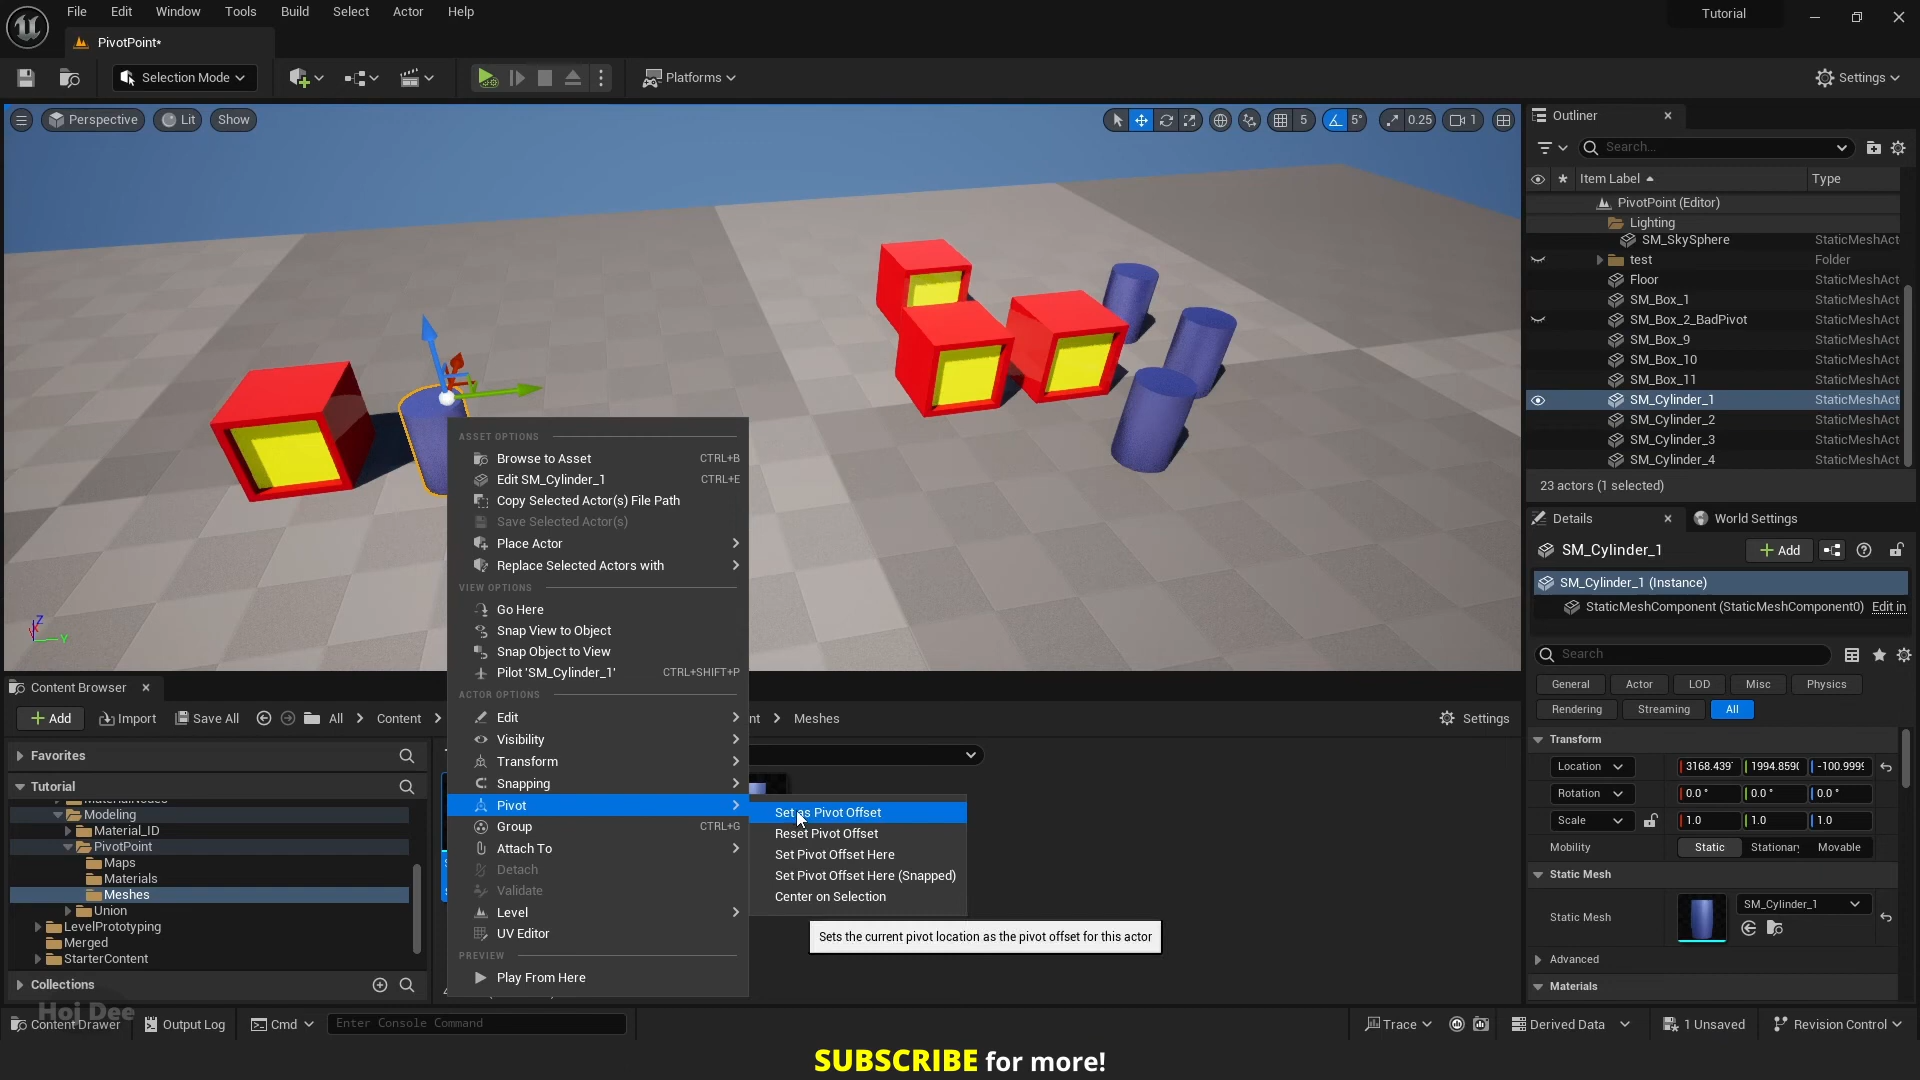 File Edit Window Tools Build Select Actor Help
Tutorial
PivotPoint*
Selection Mode
Platforms
Settings
Perspective
Lit
Show
5
5°
0.25
1
Outliner
Search...
Item Label
Type
PivotPoint (Editor)
Lighting
SM_SkySphere StaticMeshAct
test Folder
Floor StaticMeshAct
SM_Box_1 StaticMeshAct
SM_Box_2_BadPivot StaticMeshAct
SM_Box_9 StaticMeshAct
SM_Box_10 StaticMeshAct
SM_Box_11 StaticMeshAct
SM_Cylinder_1 StaticMeshAct
SM_Cylinder_2 StaticMeshAct
SM_Cylinder_3 StaticMeshAct
SM_Cylinder_4 StaticMeshAct
23 actors (1 selected)
ASSET OPTIONS
Browse to Asset CTRL+B
Edit SM_Cylinder_1 CTRL+E
Copy Selected Actor(s) File Path
Save Selected Actor(s)
Place Actor
Replace Selected Actors with
VIEW OPTIONS
Go Here
Snap View to Object
Snap Object to View
Pilot 'SM_Cylinder_1' CTRL+SHIFT+P
ACTOR OPTIONS
Edit
Visibility
Transform
Snapping
Pivot
Group CTRL+G
Attach To
Detach
Validate
Level
UV Editor
PREVIEW
Play From Here
Set as Pivot Offset
Reset Pivot Offset
Set Pivot Offset Here
Set Pivot Offset Here (Snapped)
Center on Selection
Sets the current pivot location as the pivot offset for this actor
Z
Y
Details
World Settings
SM_Cylinder_1
Add
SM_Cylinder_1 (Instance)
StaticMeshComponent (StaticMeshComponent0) Edit in
Search
General Actor LOD Misc Physics
Rendering Streaming All
Transform
Location 3168.439 1994.859 -100.999
Rotation 0.0 ° 0.0 ° 0.0 °
Scale 1.0 1.0 1.0
Mobility Static Stationary Movable
Static Mesh
Static Mesh SM_Cylinder_1
Advanced
Materials
Content Browser
Add Import Save All All Content
nt Meshes
Settings
Favorites
Tutorial
MaterialNodes
Modeling
Material_ID
PivotPoint
Maps
Materials
Meshes
Union
LevelPrototyping
Merged
StarterContent
Collections
Hoj Dee
Content Drawer Output Log Cmd Enter Console Command
Trace Derived Data 1 Unsaved Revision Control
SUBSCRIBE for more!